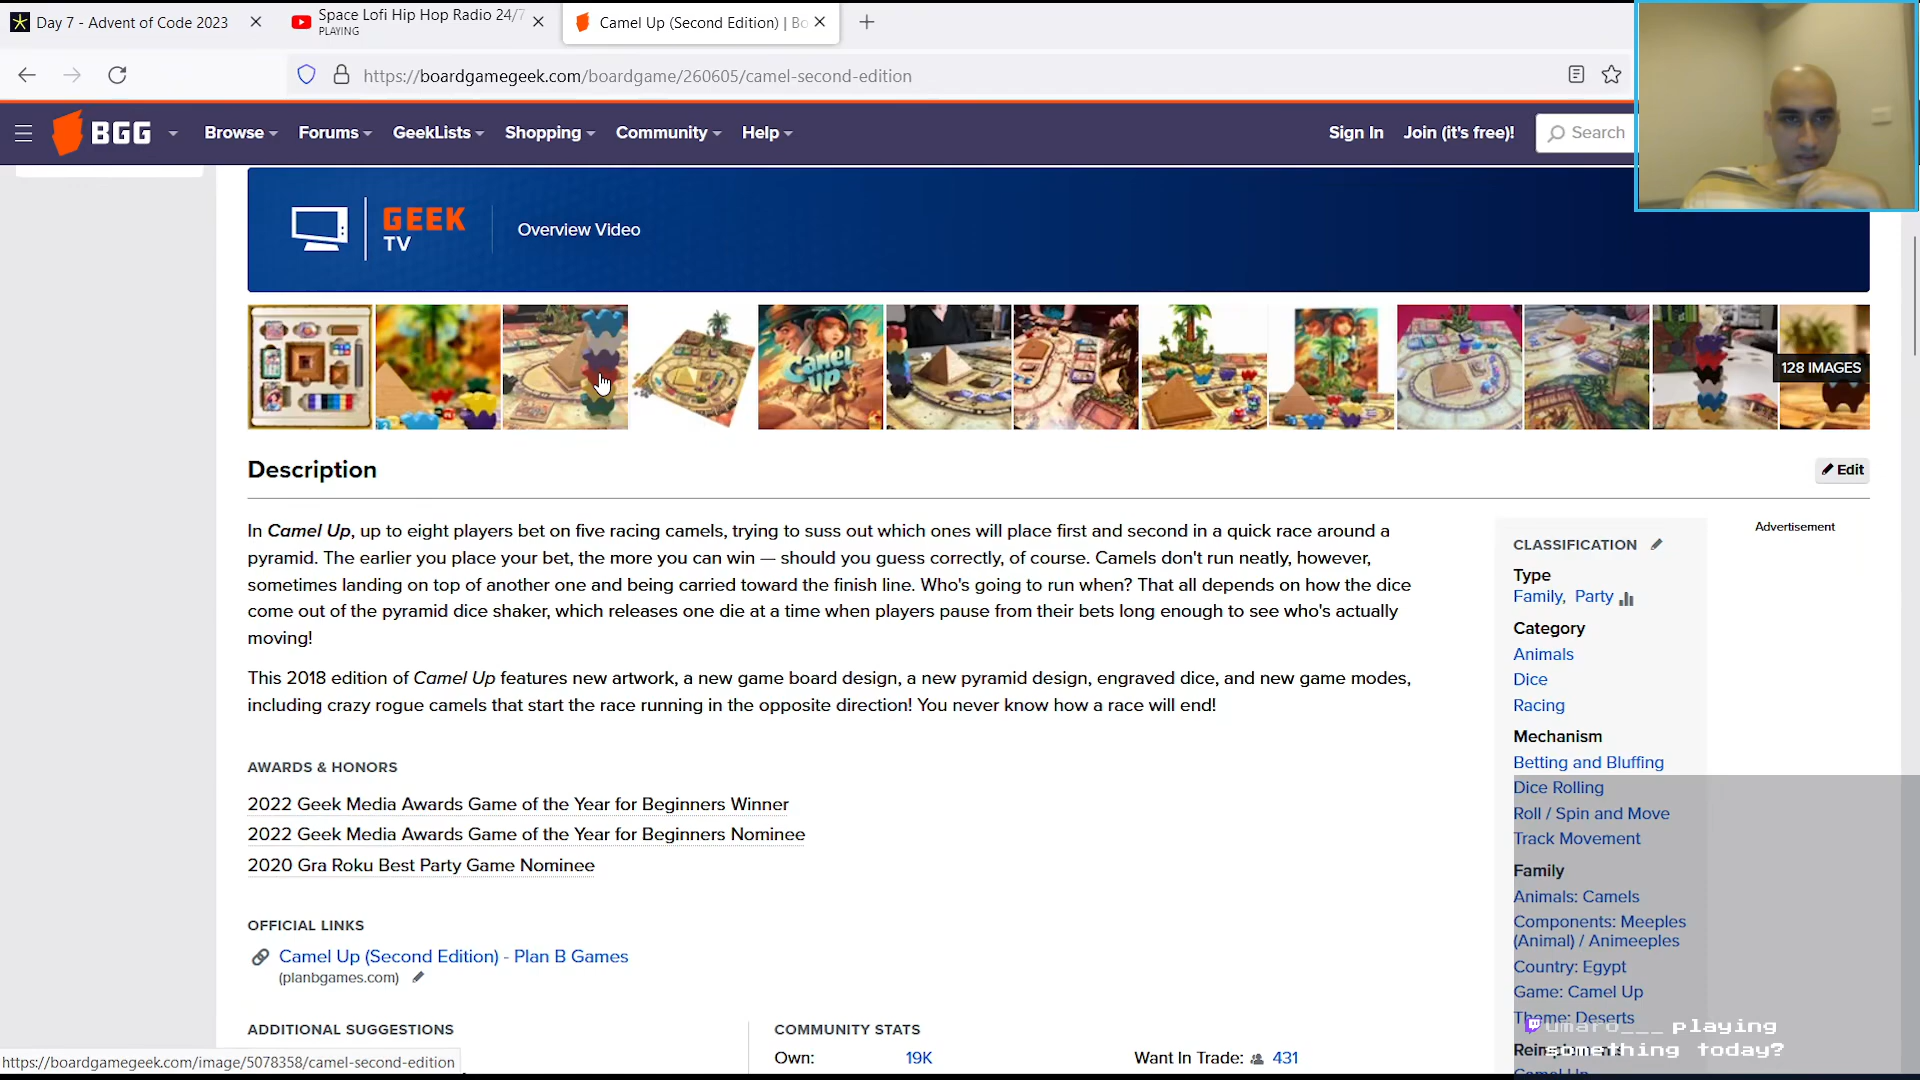 Day 7 - Advent of Code 2023
Space Lofi Hip Hop Radio 24/7
PLAYING
Camel Up (Second Edition) | Bo
https://boardgamegeek.com/boardgame/260605/camel-second-edition
BGG
Browse
Forums
GeekLists
Shopping
Community
Help
Sign In
Join (it's free)!
Search
GEEK
TV
Overview Video
CAMEL UP
128 IMAGES
Description
Edit
In Camel Up, up to eight players bet on five racing camels, trying to suss out which ones will place first and second in a quick race around a
pyramid. The earlier you place your bet, the more you can win — should you guess correctly, of course. Camels don't run neatly, however,
sometimes landing on top of another one and being carried toward the finish line. Who's going to run when? That all depends on how the dice
come out of the pyramid dice shaker, which releases one die at a time when players pause from their bets long enough to see who's actually
moving!
This 2018 edition of Camel Up features new artwork, a new game board design, a new pyramid design, engraved dice, and new game modes,
including crazy rogue camels that start the race running in the opposite direction! You never know how a race will end!
AWARDS & HONORS
2022 Geek Media Awards Game of the Year for Beginners Winner
2022 Geek Media Awards Game of the Year for Beginners Nominee
2020 Gra Roku Best Party Game Nominee
OFFICIAL LINKS
Camel Up (Second Edition) - Plan B Games
(planbgames.com)
ADDITIONAL SUGGESTIONS
COMMUNITY STATS
Own: 19K
Want In Trade: 431
Advertisement
CLASSIFICATION
Type
Family, Party
Category
Animals
Dice
Racing
Mechanism
Betting and Bluffing
Dice Rolling
Roll / Spin and Move
Track Movement
Family
Animals: Camels
Components: Meeples
(Animal) / Animeeples
Country: Egypt
Game: Camel Up
Theme: Deserts
umaro___ playing
something today?
Camel Up
https://boardgamegeek.com/image/5078358/camel-second-edition